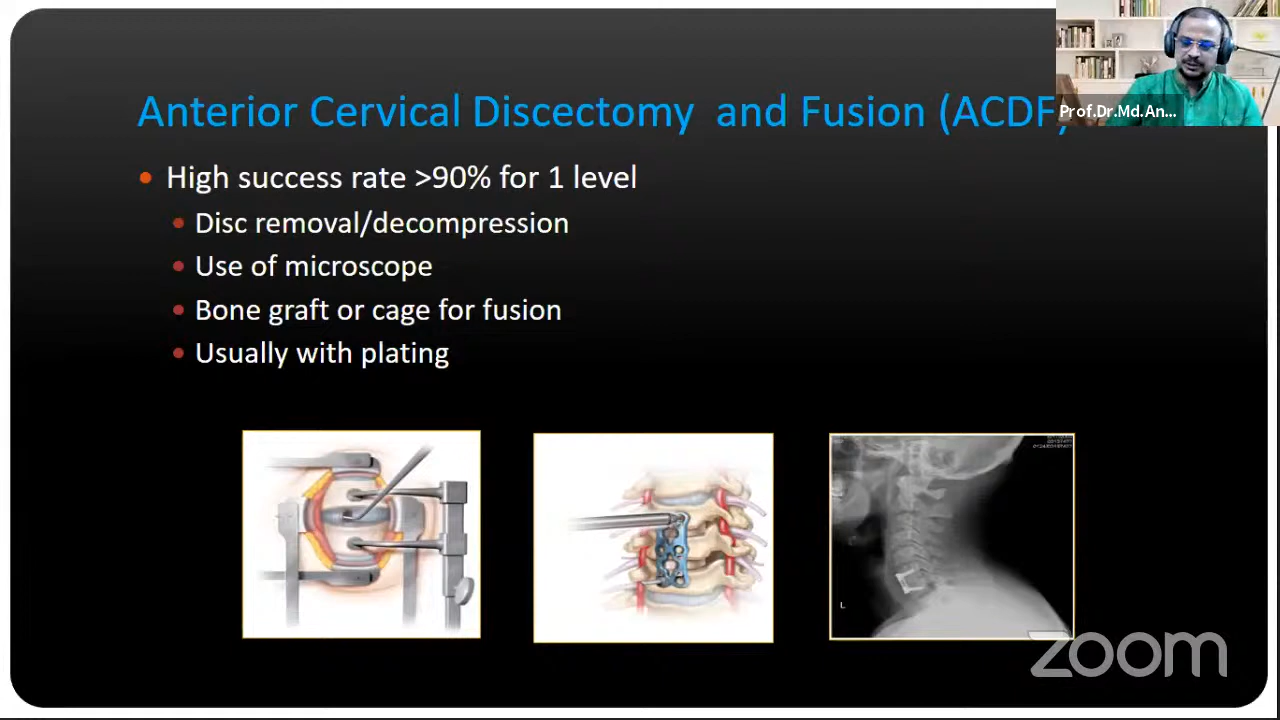 Anterior Cervical Discectomy and Fusion (ACDF)
Prof.Dr.Md.An...
• High success rate >90% for 1 level
• Disc removal/decompression
• Use of microscope
• Bone graft or cage for fusion
• Usually with plating
L
zoom